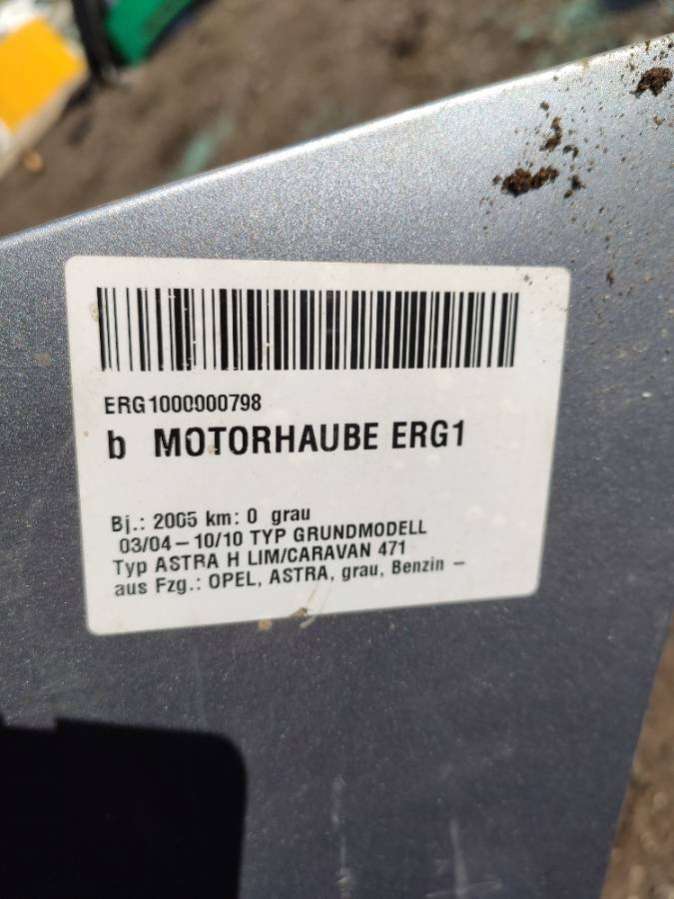 ERG1000000798
b MOTORHAUBE ERG1
Bj.: 2005 km: 0 grau
03/04 – 10/10 TYP GRUNDMODELL
Typ ASTRA H LIM/CARAVAN 471
aus Fzg.: OPEL, ASTRA, grau, Benzin –